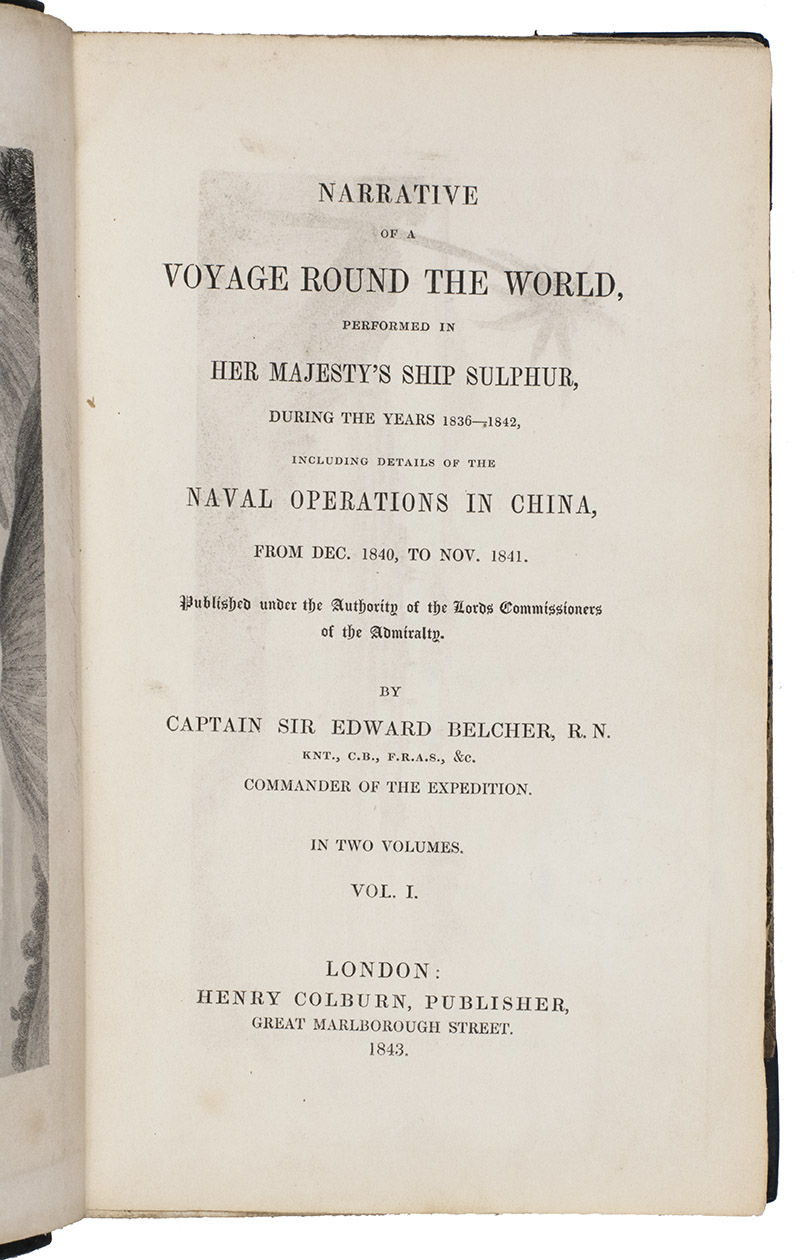 NARRATIVE
OF A
VOYAGE ROUND THE WORLD,
PERFORMED IN
HER MAJESTY'S SHIP SULPHUR,
DURING THE YEARS 1836—1842,
INCLUDING DETAILS OF THE
NAVAL OPERATIONS IN CHINA,
FROM DEC. 1840, TO NOV. 1841.
Published under the Authority of the Lords Commissioners
of the Admiralty.
BY
CAPTAIN SIR EDWARD BELCHER, R. N.
KNT., C.B., F.R.A.S., &c.
COMMANDER OF THE EXPEDITION.
IN TWO VOLUMES.
VOL. I.
LONDON:
HENRY COLBURN, PUBLISHER,
GREAT MARLBOROUGH STREET.
1843.